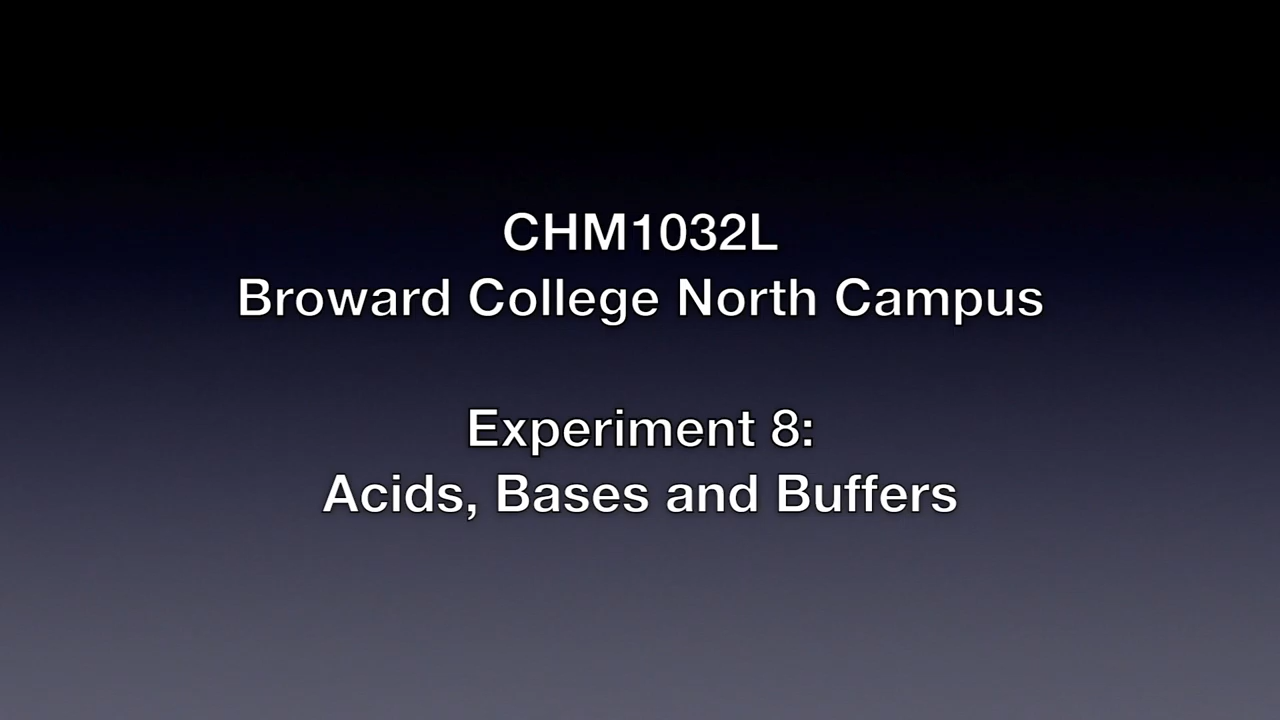 CHM1032L
Broward College North Campus
Experiment 8:
Acids, Bases and Buffers